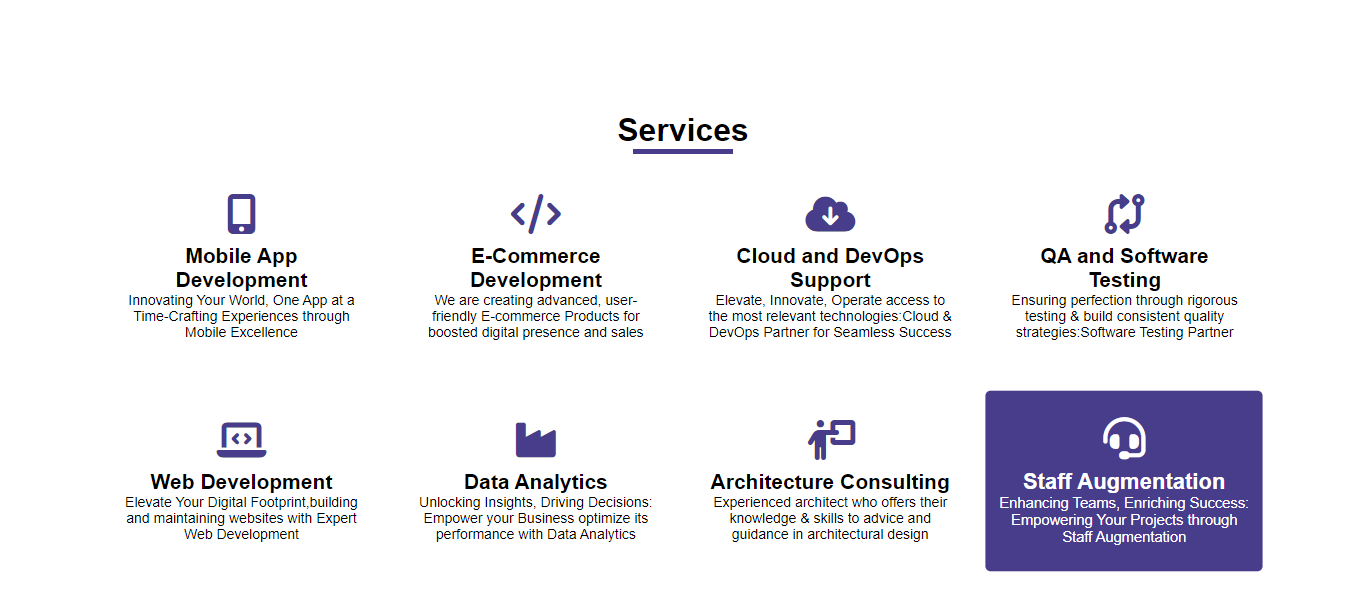 Services
Mobile App
Development
Innovating Your World, One App at a
Time-Crafting Experiences through
Mobile Excellence
E-Commerce
Development
We are creating advanced, user-
friendly E-commerce Products for
boosted digital presence and sales
Cloud and DevOps
Support
Elevate, Innovate, Operate access to
the most relevant technologies:Cloud &
DevOps Partner for Seamless Success
QA and Software
Testing
Ensuring perfection through rigorous
testing & build consistent quality
strategies:Software Testing Partner
Web Development
Elevate Your Digital Footprint,building
and maintaining websites with Expert
Web Development
Data Analytics
Unlocking Insights, Driving Decisions:
Empower your Business optimize its
performance with Data Analytics
Architecture Consulting
Experienced architect who offers their
knowledge & skills to advice and
guidance in architectural design
Staff Augmentation
Enhancing Teams, Enriching Success:
Empowering Your Projects through
Staff Augmentation